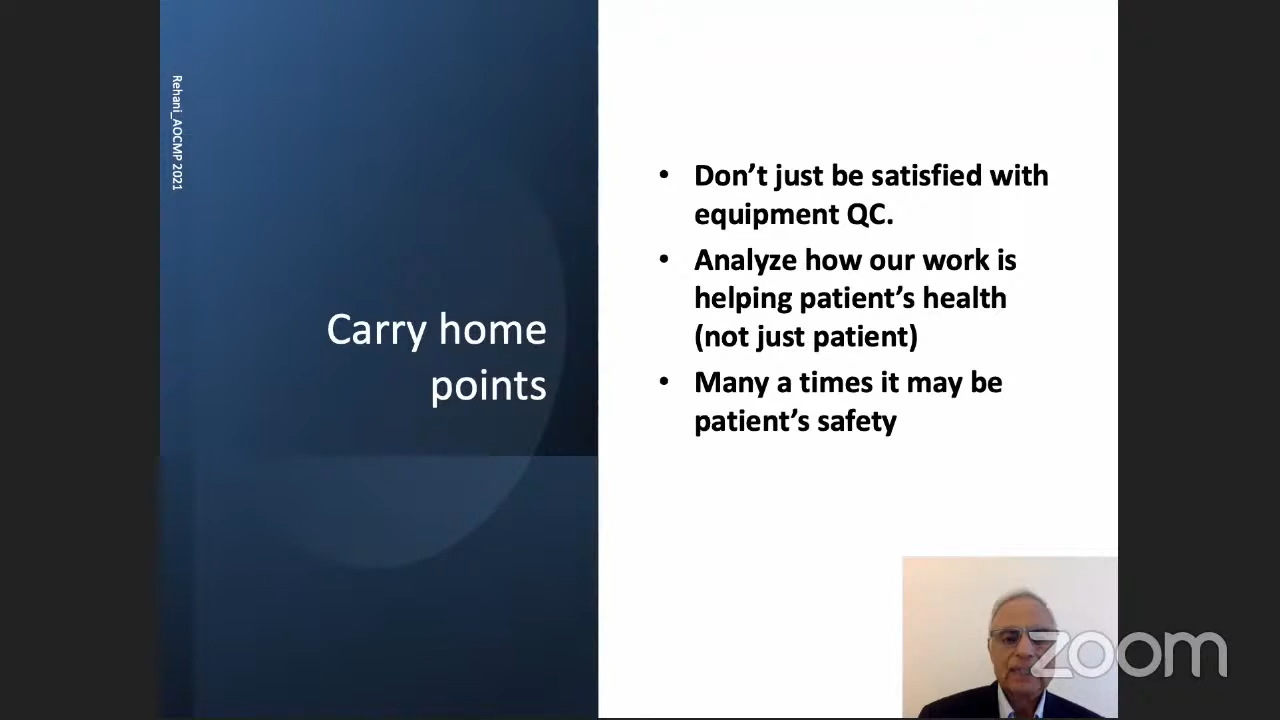 Rehani_AOCMP 2021
Carry home
points
• Don’t just be satisfied with
equipment QC.
• Analyze how our work is
helping patient’s health
(not just patient)
• Many a times it may be
patient’s safety
zoom